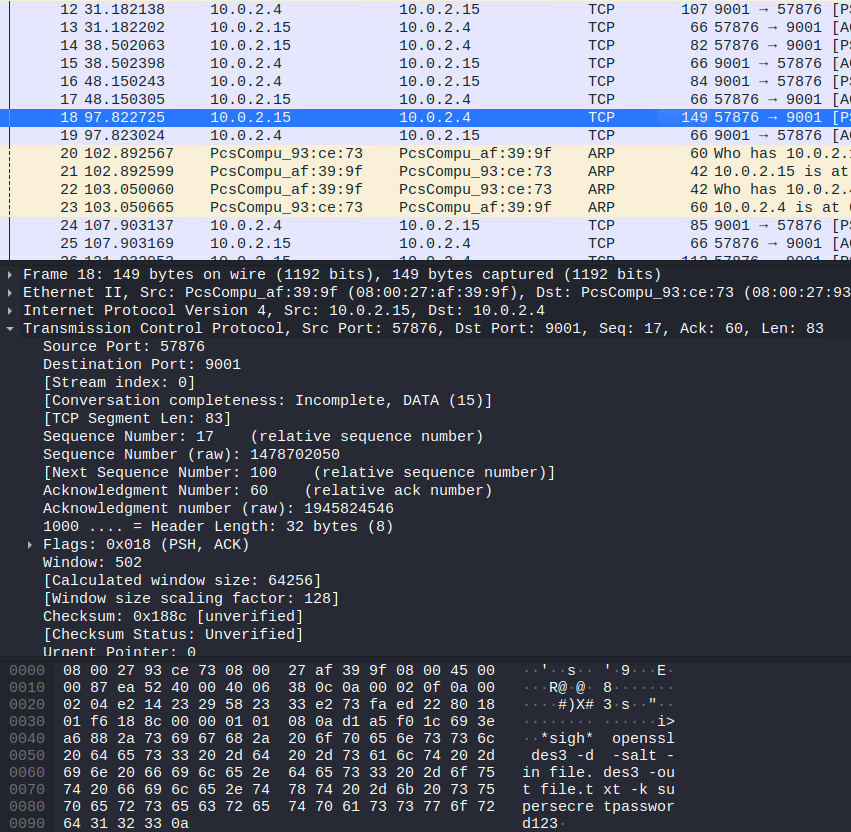 12 31.182138 10.0.2.4 10.0.2.15 TCP 107 9001 → 57876 [PS
13 31.182202 10.0.2.15 10.0.2.4 TCP 66 57876 → 9001 [AC
14 38.502063 10.0.2.4 10.0.2.15 TCP 82 57876 → 9001 [PS
15 38.502398 10.0.2.15 10.0.2.4 TCP 66 9001 → 57876 [AC
16 48.150243 10.0.2.4 10.0.2.15 TCP 84 9001 → 57876 [PS
17 48.150305 10.0.2.15 10.0.2.4 TCP 66 57876 → 9001 [AC
18 97.822725 10.0.2.15 10.0.2.4 TCP 149 57876 → 9001 [PS
19 97.823024 10.0.2.4 10.0.2.15 TCP 66 9001 → 57876 [AC
20 102.892567 PcsCompu_93:ce:73 PcsCompu_af:39:9f ARP 60 Who has 10.0.2.1
21 102.892599 PcsCompu_af:39:9f PcsCompu_93:ce:73 ARP 42 10.0.2.15 is at
22 103.050060 PcsCompu_af:39:9f PcsCompu_93:ce:73 ARP 42 Who has 10.0.2.4
23 103.050665 PcsCompu_93:ce:73 PcsCompu_af:39:9f ARP 60 10.0.2.4 is at
24 107.903137 10.0.2.4 10.0.2.15 TCP 85 9001 → 57876 [PS
25 107.903169 10.0.2.15 10.0.2.4 TCP 66 57876 → 9001 [AC
Frame 18: 149 bytes on wire (1192 bits), 149 bytes captured (1192 bits)
Ethernet II, Src: PcsCompu_af:39:9f (08:00:27:af:39:9f), Dst: PcsCompu_93:ce:73 (08:00:27:93
Internet Protocol Version 4, Src: 10.0.2.15, Dst: 10.0.2.4
Transmission Control Protocol, Src Port: 57876, Dst Port: 9001, Seq: 17, Ack: 60, Len: 83
Source Port: 57876
Destination Port: 9001
[Stream index: 0]
[Conversation completeness: Incomplete, DATA (15)]
[TCP Segment Len: 83]
Sequence Number: 17 (relative sequence number)
Sequence Number (raw): 1478702050
[Next Sequence Number: 100 (relative sequence number)]
Acknowledgment Number: 60 (relative ack number)
Acknowledgment number (raw): 1945824546
1000 .... = Header Length: 32 bytes (8)
Flags: 0x018 (PSH, ACK)
Window: 502
[Calculated window size: 64256]
[Window size scaling factor: 128]
Checksum: 0x188c [unverified]
[Checksum Status: Unverified]
Urgent Pointer: 0
0000 08 00 27 93 ce 73 08 00 27 af 39 9f 08 00 45 00 ··'··s·· '·9···E·
0010 00 87 ea 52 40 00 40 06 38 0c 0a 00 02 0f 0a 00 ···R@·@· 8·······
0020 02 04 e2 14 23 29 58 23 33 e2 73 fa ed 22 80 18 ····#)X# 3·s··"··
0030 01 f6 18 8c 00 00 01 01 08 0a d1 a5 f0 1c 69 3e ········ ······i>
0040 a6 88 2a 73 69 67 68 2a 20 6f 70 65 6e 73 73 6c ··*sigh* openssl
0050 20 64 65 73 33 20 2d 64 20 2d 73 61 6c 74 20 2d des3 -d -salt -
0060 69 6e 20 66 69 6c 65 2e 64 65 73 33 20 2d 6f 75 in file. des3 -ou
0070 74 20 66 69 6c 65 2e 74 78 74 20 2d 6b 20 73 75 t file.t xt -k su
0080 70 65 72 73 65 63 72 65 74 70 61 73 73 77 6f 72 persecre tpasswor
0090 64 31 32 33 0a d123·